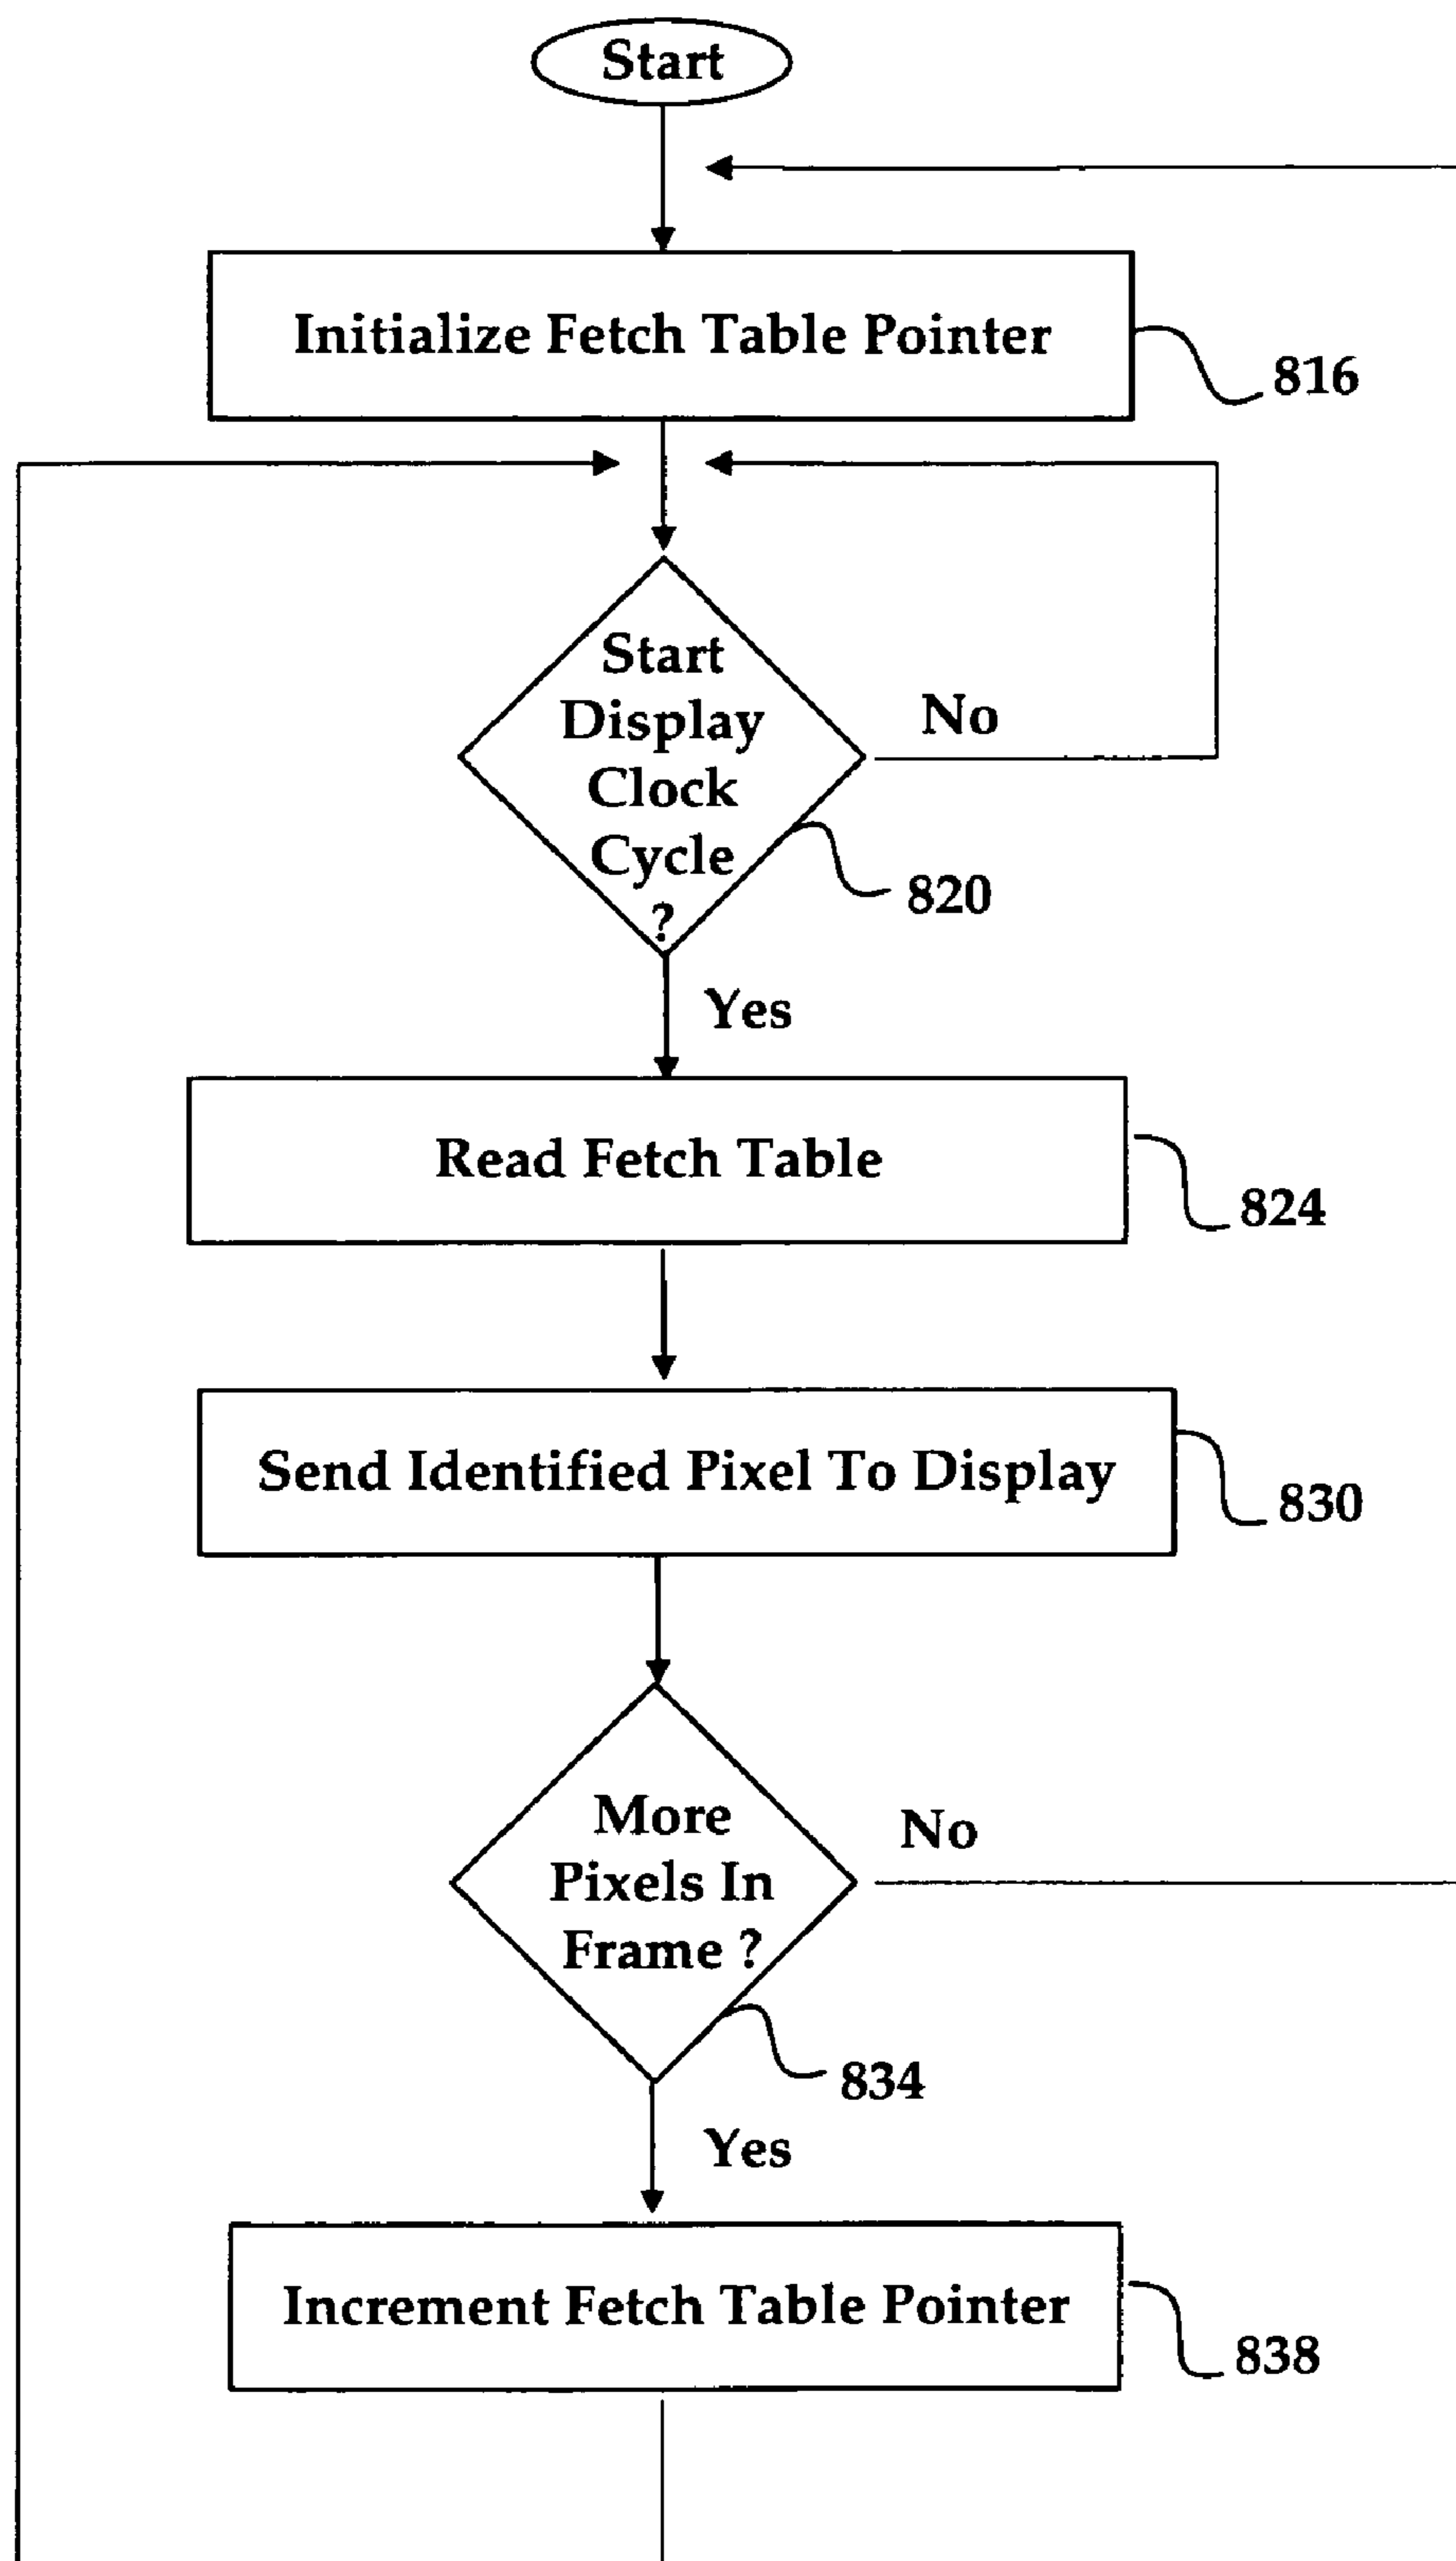 Start
Initialize Fetch Table Pointer
816
Start
Display
Clock
Cycle
?
No
820
Yes
Read Fetch Table
824
Send Identified Pixel To Display
830
More
Pixels In
Frame ?
No
834
Yes
Increment Fetch Table Pointer
838